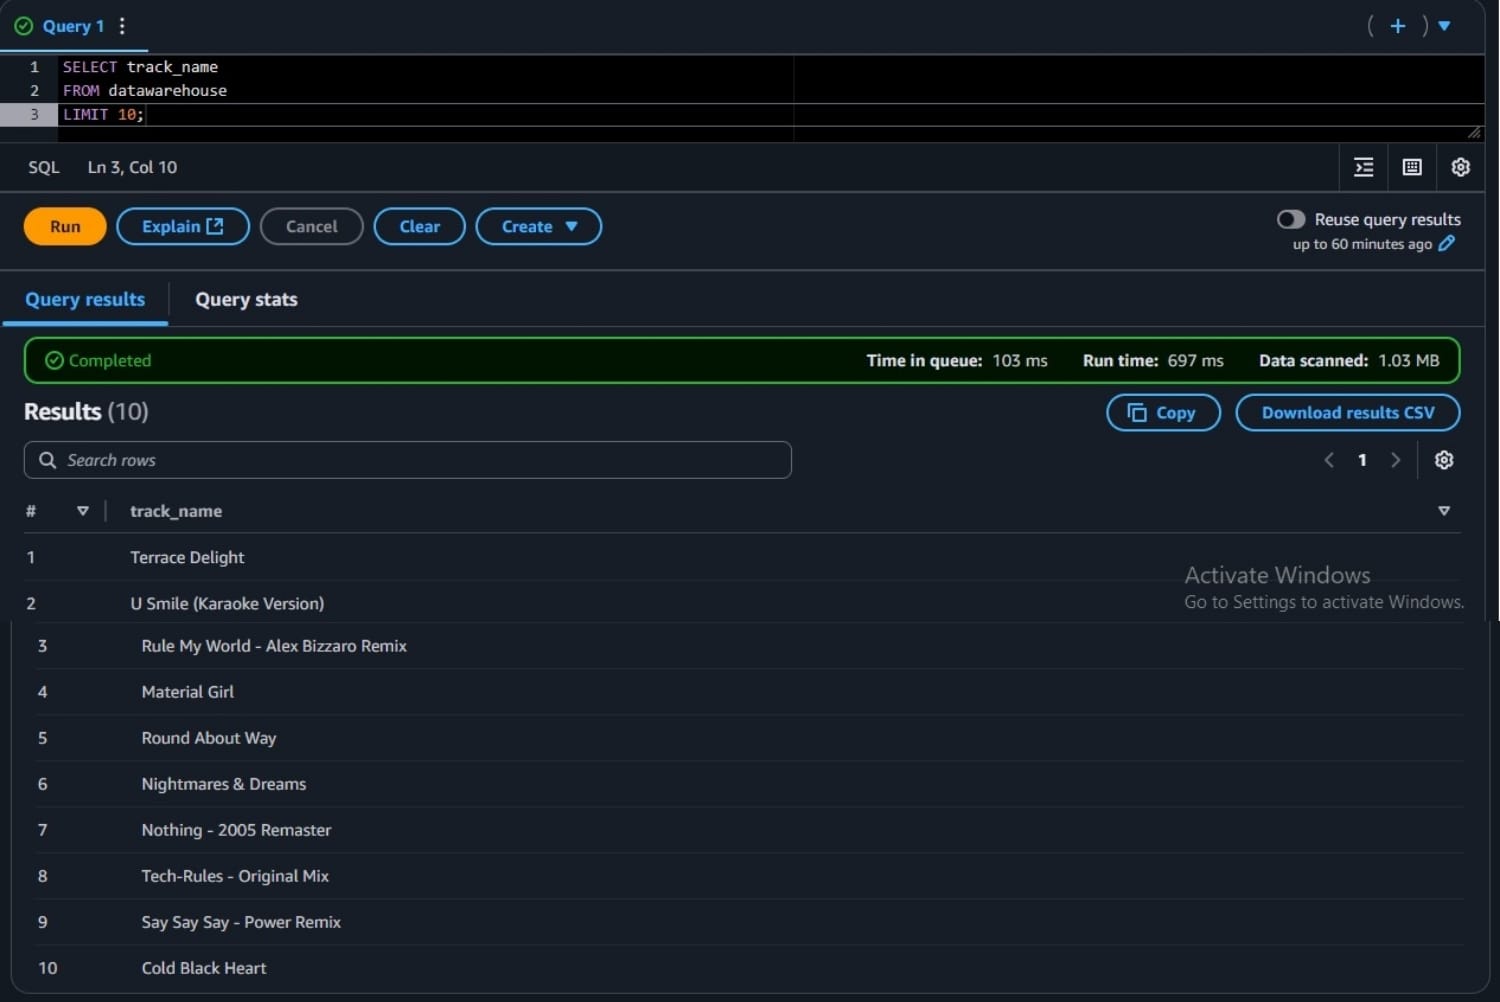 Query 1
( + )
1 SELECT track_name
2 FROM datawarehouse
3 LIMIT 10;
SQL Ln 3, Col 10
Run Explain Cancel Clear Create
Reuse query results
up to 60 minutes ago
Query results Query stats
Completed Time in queue: 103 ms Run time: 697 ms Data scanned: 1.03 MB
Results (10) Copy Download results CSV
Search rows 1
# track_name
1 Terrace Delight
2 U Smile (Karaoke Version)
Activate Windows
Go to Settings to activate Windows.
3 Rule My World - Alex Bizzaro Remix
4 Material Girl
5 Round About Way
6 Nightmares & Dreams
7 Nothing - 2005 Remaster
8 Tech-Rules - Original Mix
9 Say Say Say - Power Remix
10 Cold Black Heart